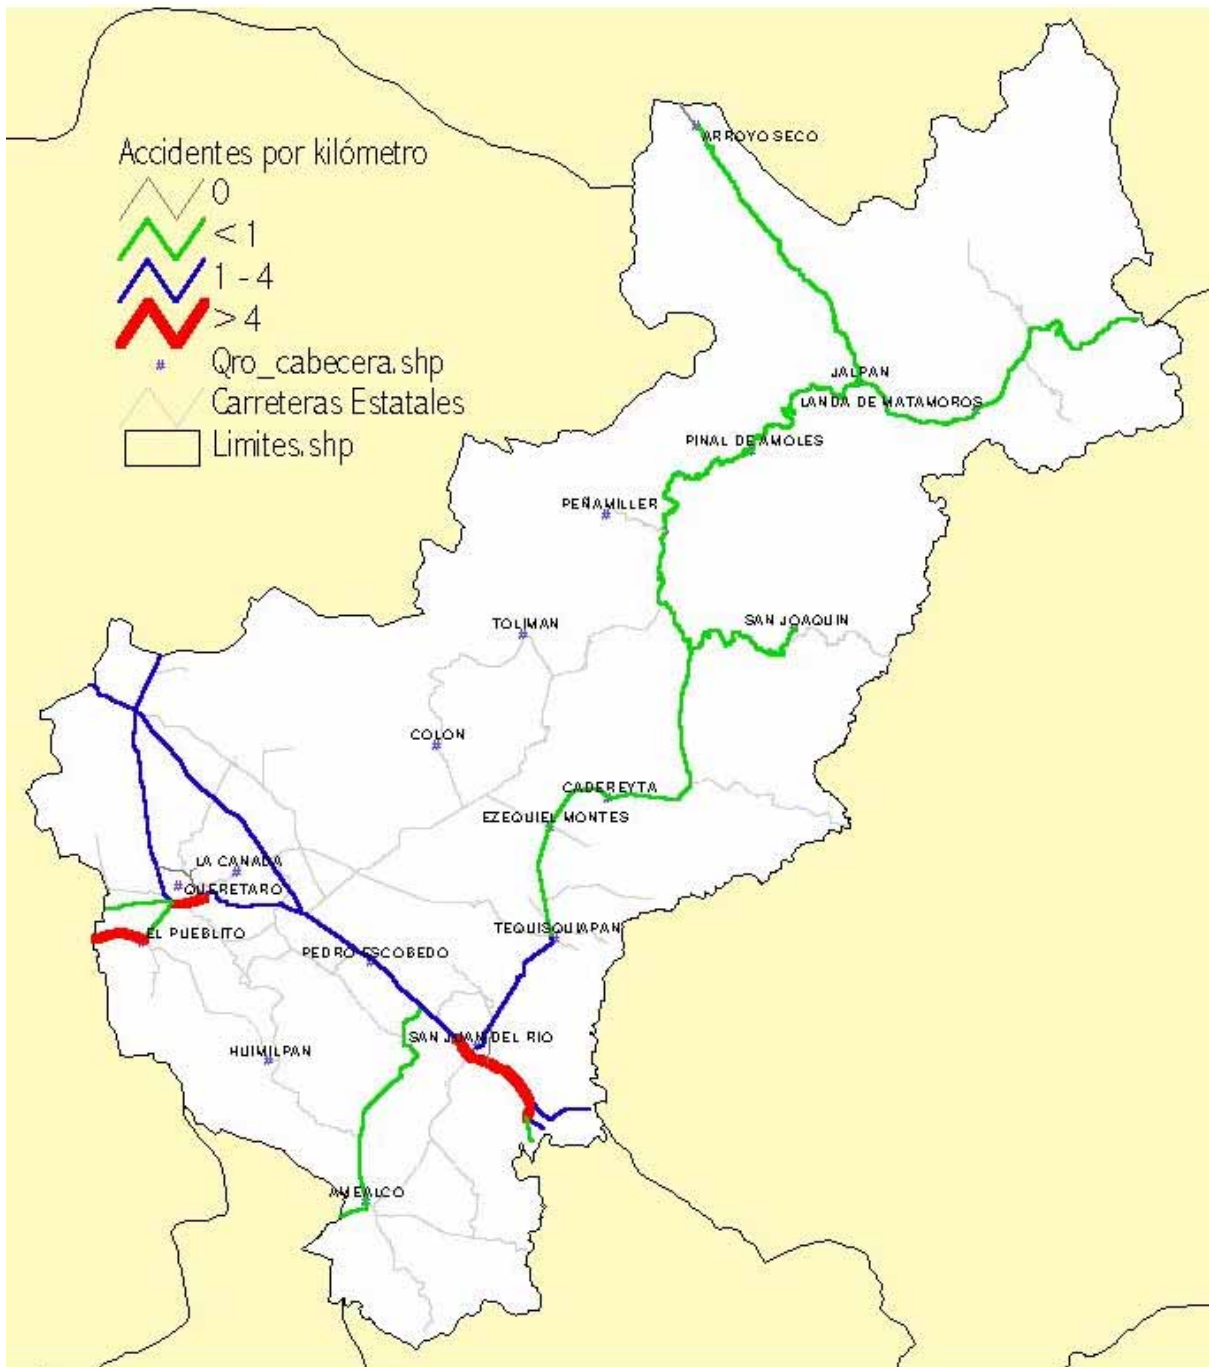 ARROYO SECO
Accidentes por kilómetro
0
< 1
1 - 4
> 4
# Qro_cabecera.shp
Carreteras Estatales
Limites.shp
JALPAN
LANDA DE MATAMOROS
PINAL DE AMOLES
PEÑAMILLER
TOLIMAN
SAN JOAQUIN
COLON
CADEREYTA
EZEQUIEL MONTES
LA CANADA
QUERETARO
TEQUISQUIAPAN
EL PUEBLITO
PEDRO ESCOBEDO
SAN JUAN DEL RIO
HUIMILPAN
AMEALCO